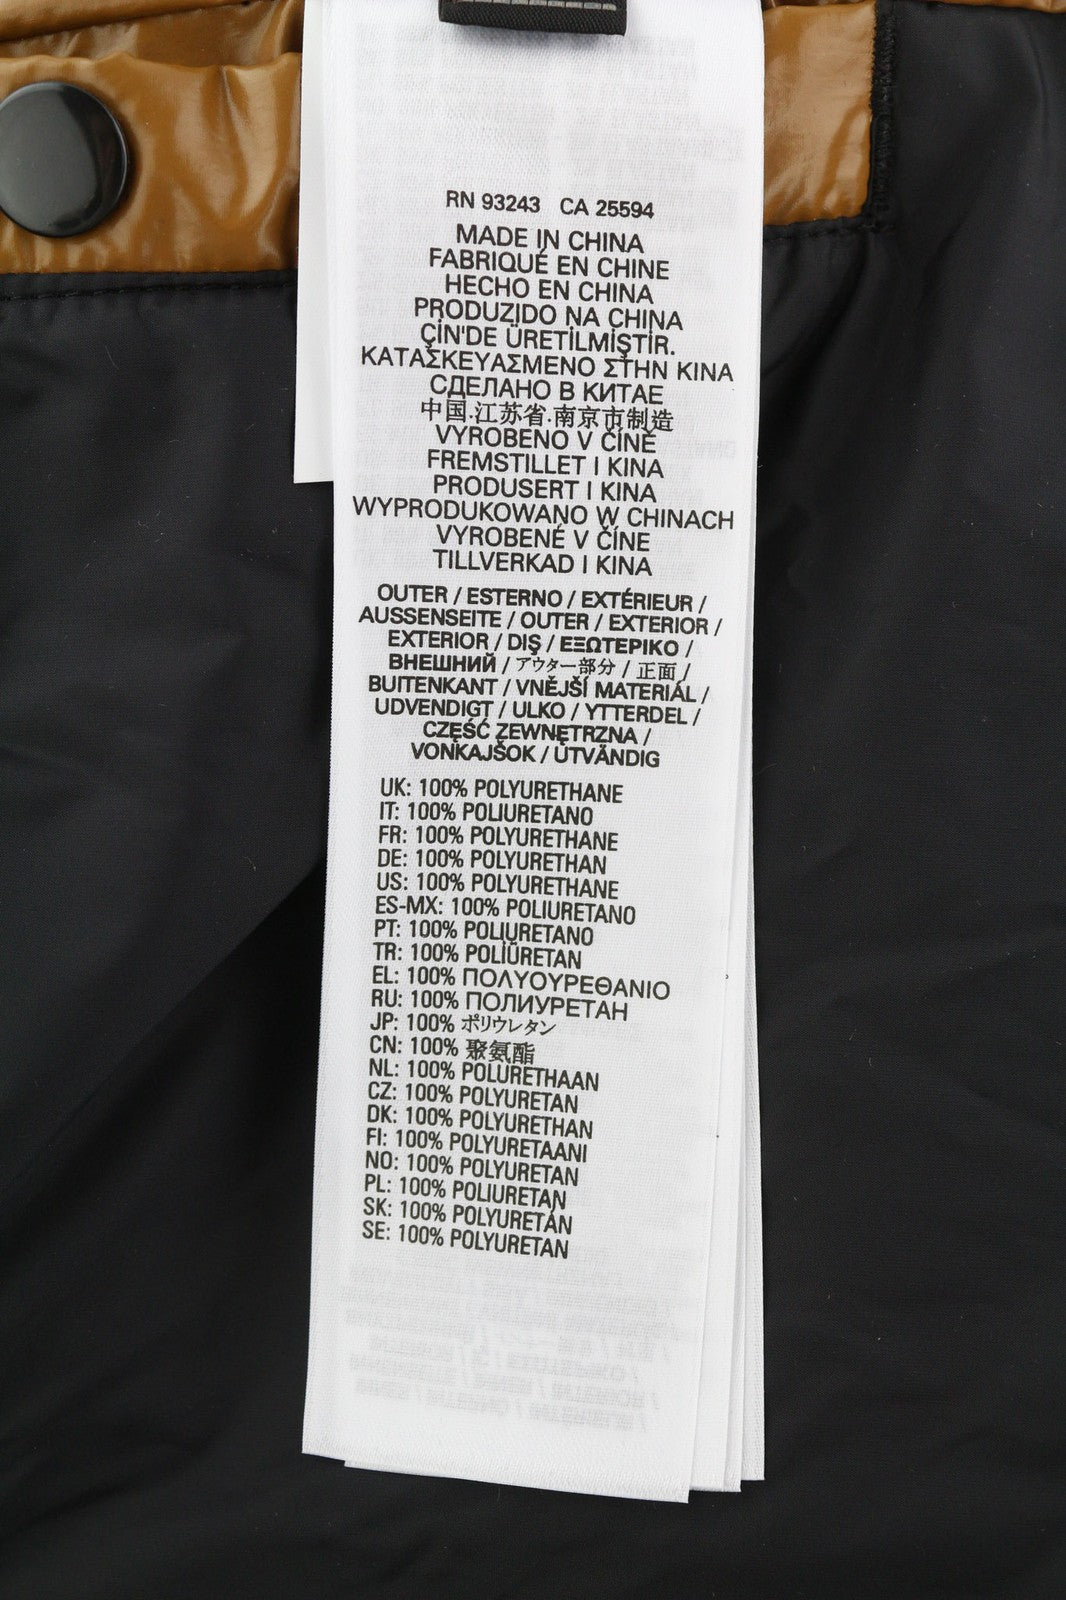 RN 93243 CA 25594
MADE IN CHINA
FABRIQUÉ EN CHINE
HECHO EN CHINA
PRODUZIDO NA CHINA
ÇİN'DE ÜRETİLMİŞTİR.
ΚΑΤΑΣΚΕΥΑΣΜΕΝΟ ΣΤΗΝ ΚΙΝΑ
СДЕЛАНО В КИТАЕ
中国.江苏省.南京市制造
VYROBENO V ČÍNĚ
FREMSTILLET I KINA
PRODUSERT I KINA
WYPRODUKOWANO W CHINACH
VYROBENÉ V ČÍNE
TILLVERKAD I KINA
OUTER / ESTERNO / EXTÉRIEUR /
AUSSENSEITE / OUTER / EXTERIOR /
EXTERIOR / DIŞ / ΕΞΩΤΕΡΙΚΟ /
ВНЕШНИЙ / アウター部分 / 正面 /
BUITENKANT / VNĚJŠÍ MATERIÁL /
UDVENDIGT / ULKO / YTTERDEL /
CZĘŚĆ ZEWNĘTRZNA /
VONKAJŠOK / UTVÄNDIG
UK: 100% POLYURETHANE
IT: 100% POLIURETANO
FR: 100% POLYURETHANE
DE: 100% POLYURETHAN
US: 100% POLYURETHANE
ES-MX: 100% POLIURETANO
PT: 100% POLIURETANO
TR: 100% POLİÜRETAN
EL: 100% ΠΟΛΥΟΥΡΕΘΑΝΙΟ
RU: 100% ПОЛИУРЕТАН
JP: 100% ポリウレタン
CN: 100% 聚氨酯
NL: 100% POLURETHAAN
CZ: 100% POLYURETAN
DK: 100% POLYURETHAN
FI: 100% POLYURETAANI
NO: 100% POLYURETAN
PL: 100% POLIURETAN
SK: 100% POLYURETÁN
SE: 100% POLYURETAN